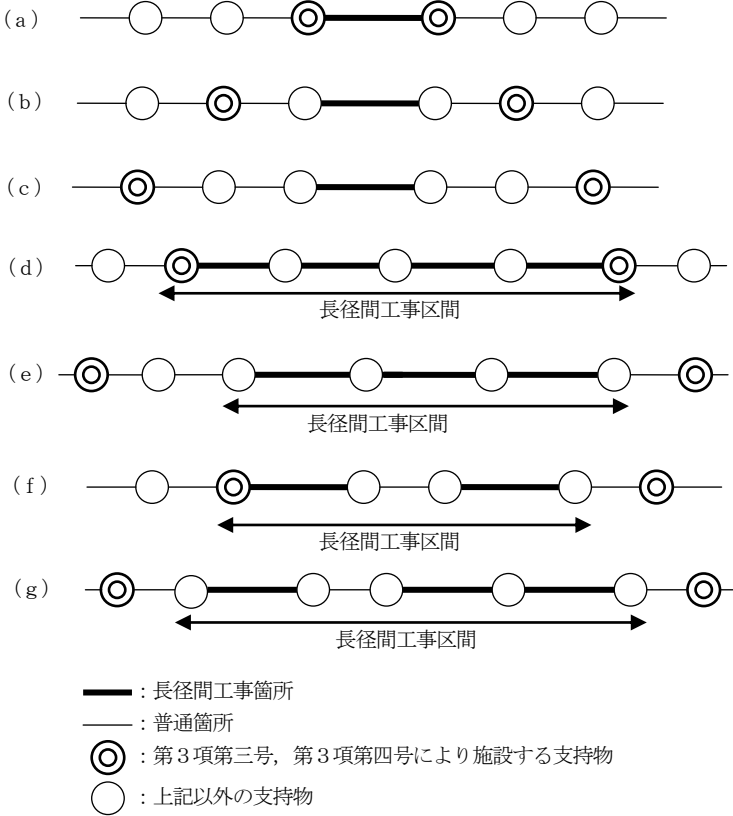 (a)
(b)
(c)
(d)
長径間工事区間
(e)
長径間工事区間
(f)
長径間工事区間
(g)
長径間工事区間
：長径間工事箇所
：普通箇所
：第３項第三号，第３項第四号により施設する支持物
：上記以外の支持物